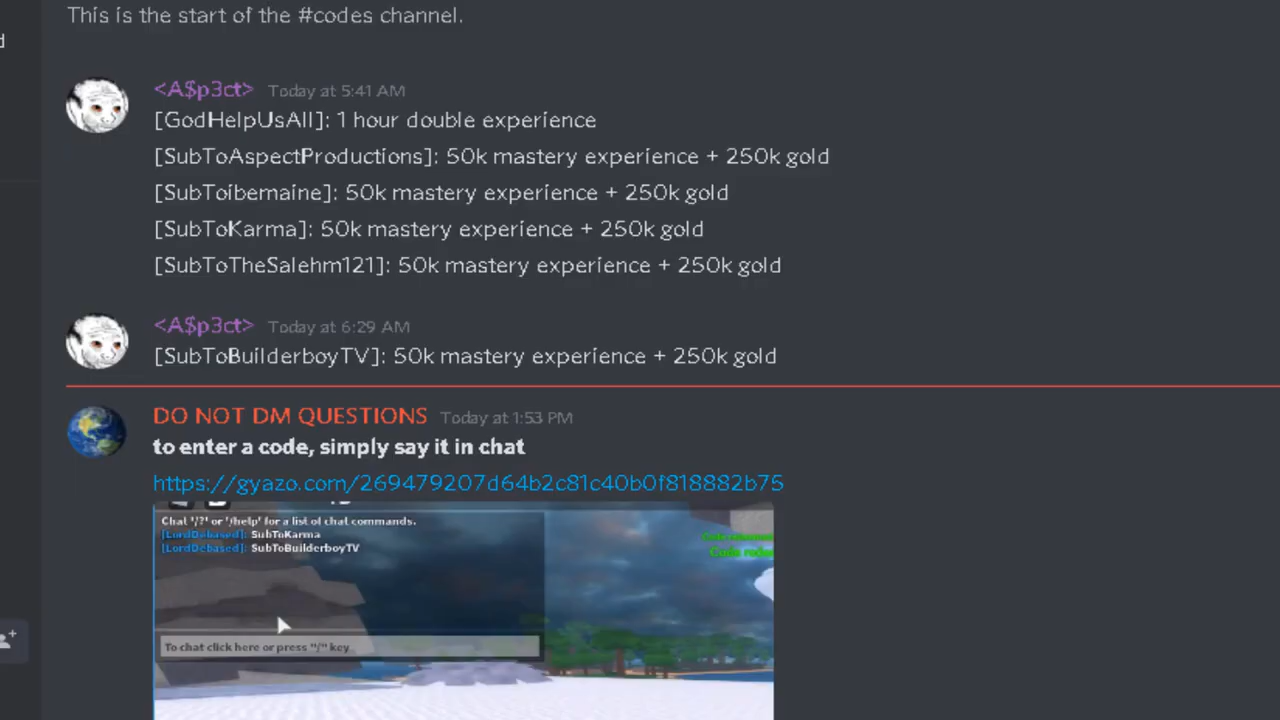 This is the start of the #codes channel.
<A$p3ct> Today at 5:41 AM
[GodHelpUsAll]: 1 hour double experience
[SubToAspectProductions]: 50k mastery experience + 250k gold
[SubToibemaine]: 50k mastery experience + 250k gold
[SubToKarma]: 50k mastery experience + 250k gold
[SubToTheSalehm121]: 50k mastery experience + 250k gold
<A$p3ct> Today at 6:29 AM
[SubToBuilderboyTV]: 50k mastery experience + 250k gold
DO NOT DM QUESTIONS Today at 1:53 PM
to enter a code, simply say it in chat
https://gyazo.com/269479207d64b2c81c40b0f818882b75
Chat '/?' or '/help' for a list of chat commands.
[LordDebased]: SubToKarma
[LordDebased]: SubToBuilderboyTV
To chat click here or press "/" key